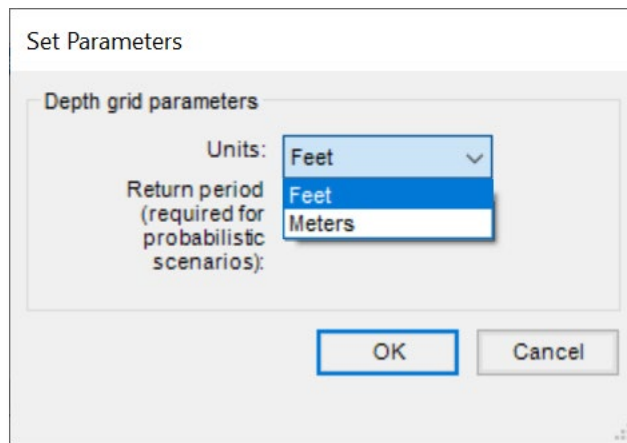 Set Parameters
Depth grid parameters
Units:
Feet
Feet
Meters
Return period
(required for
probabilistic
scenarios):
OK
Cancel